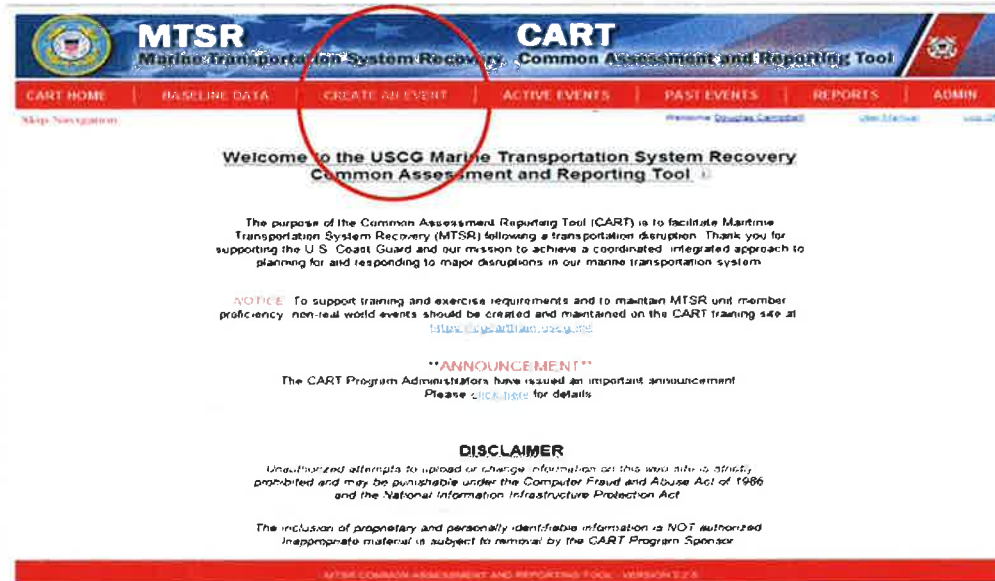 MTSR CART
Marine Transportation System Recovery Common Assessment and Reporting Tool
CART HOME | BASELINE DATA | CREATE AN EVENT | ACTIVE EVENTS | PAST EVENTS | REPORTS | ADMIN
Skip Navigation Welcome Douglas Campbell User Manual Log
Welcome to the USCG Marine Transportation System Recovery
Common Assessment and Reporting Tool
The purpose of the Common Assessment Reporting Tool (CART) is to facilitate Maritime
Transportation System Recovery (MTSR) following a transportation disruption. Thank you for
supporting the U.S. Coast Guard and our mission to achieve a coordinated, integrated approach to
planning for and responding to major disruptions in our marine transportation system
NOTICE To support training and exercise requirements and to maintain MTSR unit member
proficiency, non-real world events should be created and maintained on the CART training site at
**ANNOUNCEMENT**
The CART Program Administrators have issued an important announcement
Please click here for details
DISCLAIMER
Unauthorized attempts to upload or change information on this web site is strictly
prohibited and may be punishable under the Computer Fraud and Abuse Act of 1986
and the National Information Infrastructure Protection Act
The inclusion of proprietary and personally identifiable information is NOT authorized
Inappropriate material is subject to removal by the CART Program Sponsor
MTSR COMMON ASSESSMENT AND REPORTING TOOL VERSION